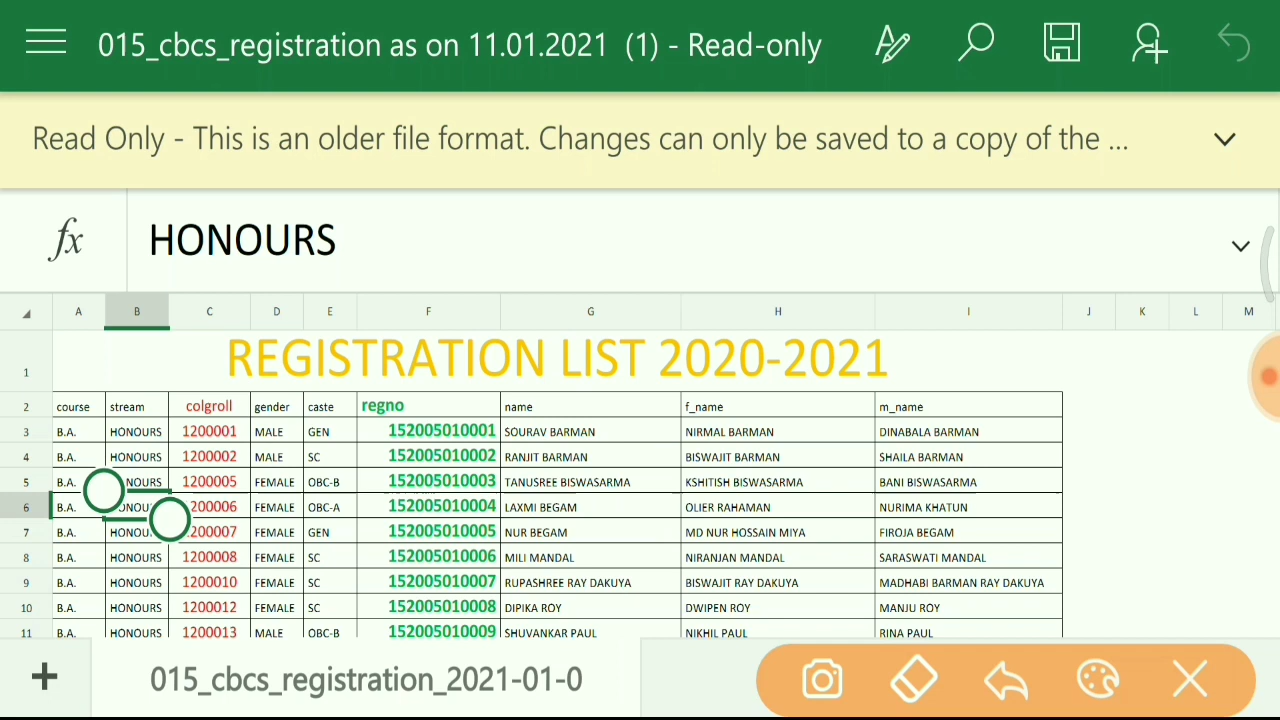 015_cbcs_registration as on 11.01.2021 (1) - Read-only
Read Only - This is an older file format. Changes can only be saved to a copy of the ...
fx HONOURS
A B C D E F G H I J K L M
1 REGISTRATION LIST 2020-2021
2 course stream colgroll gender caste regno name f_name m_name
3 B.A. HONOURS 1200001 MALE GEN 152005010001 SOURAV BARMAN NIRMAL BARMAN DINABALA BARMAN
4 B.A. HONOURS 1200002 MALE SC 152005010002 RANJIT BARMAN BISWAJIT BARMAN SHAILA BARMAN
5 B.A. HONOURS 1200005 FEMALE OBC-B 152005010003 TANUSREE BISWASARMA KSHITISH BISWASARMA BANI BISWASARMA
6 B.A. HONOURS 1200006 FEMALE OBC-A 152005010004 LAXMI BEGAM OLIER RAHAMAN NURIMA KHATUN
7 B.A. HONOURS 1200007 FEMALE GEN 152005010005 NUR BEGAM MD NUR HOSSAIN MIYA FIROJA BEGAM
8 B.A. HONOURS 1200008 FEMALE SC 152005010006 MILI MANDAL NIRANJAN MANDAL SARASWATI MANDAL
9 B.A. HONOURS 1200010 FEMALE SC 152005010007 RUPASHREE RAY DAKUYA BISWAJIT RAY DAKUYA MADHABI BARMAN RAY DAKUYA
10 B.A. HONOURS 1200012 FEMALE SC 152005010008 DIPIKA ROY DWIPEN ROY MANJU ROY
11 B.A. HONOURS 1200013 MALE OBC-B 152005010009 SHUVANKAR PAUL NIKHIL PAUL RINA PAUL
+ 015_cbcs_registration_2021-01-0